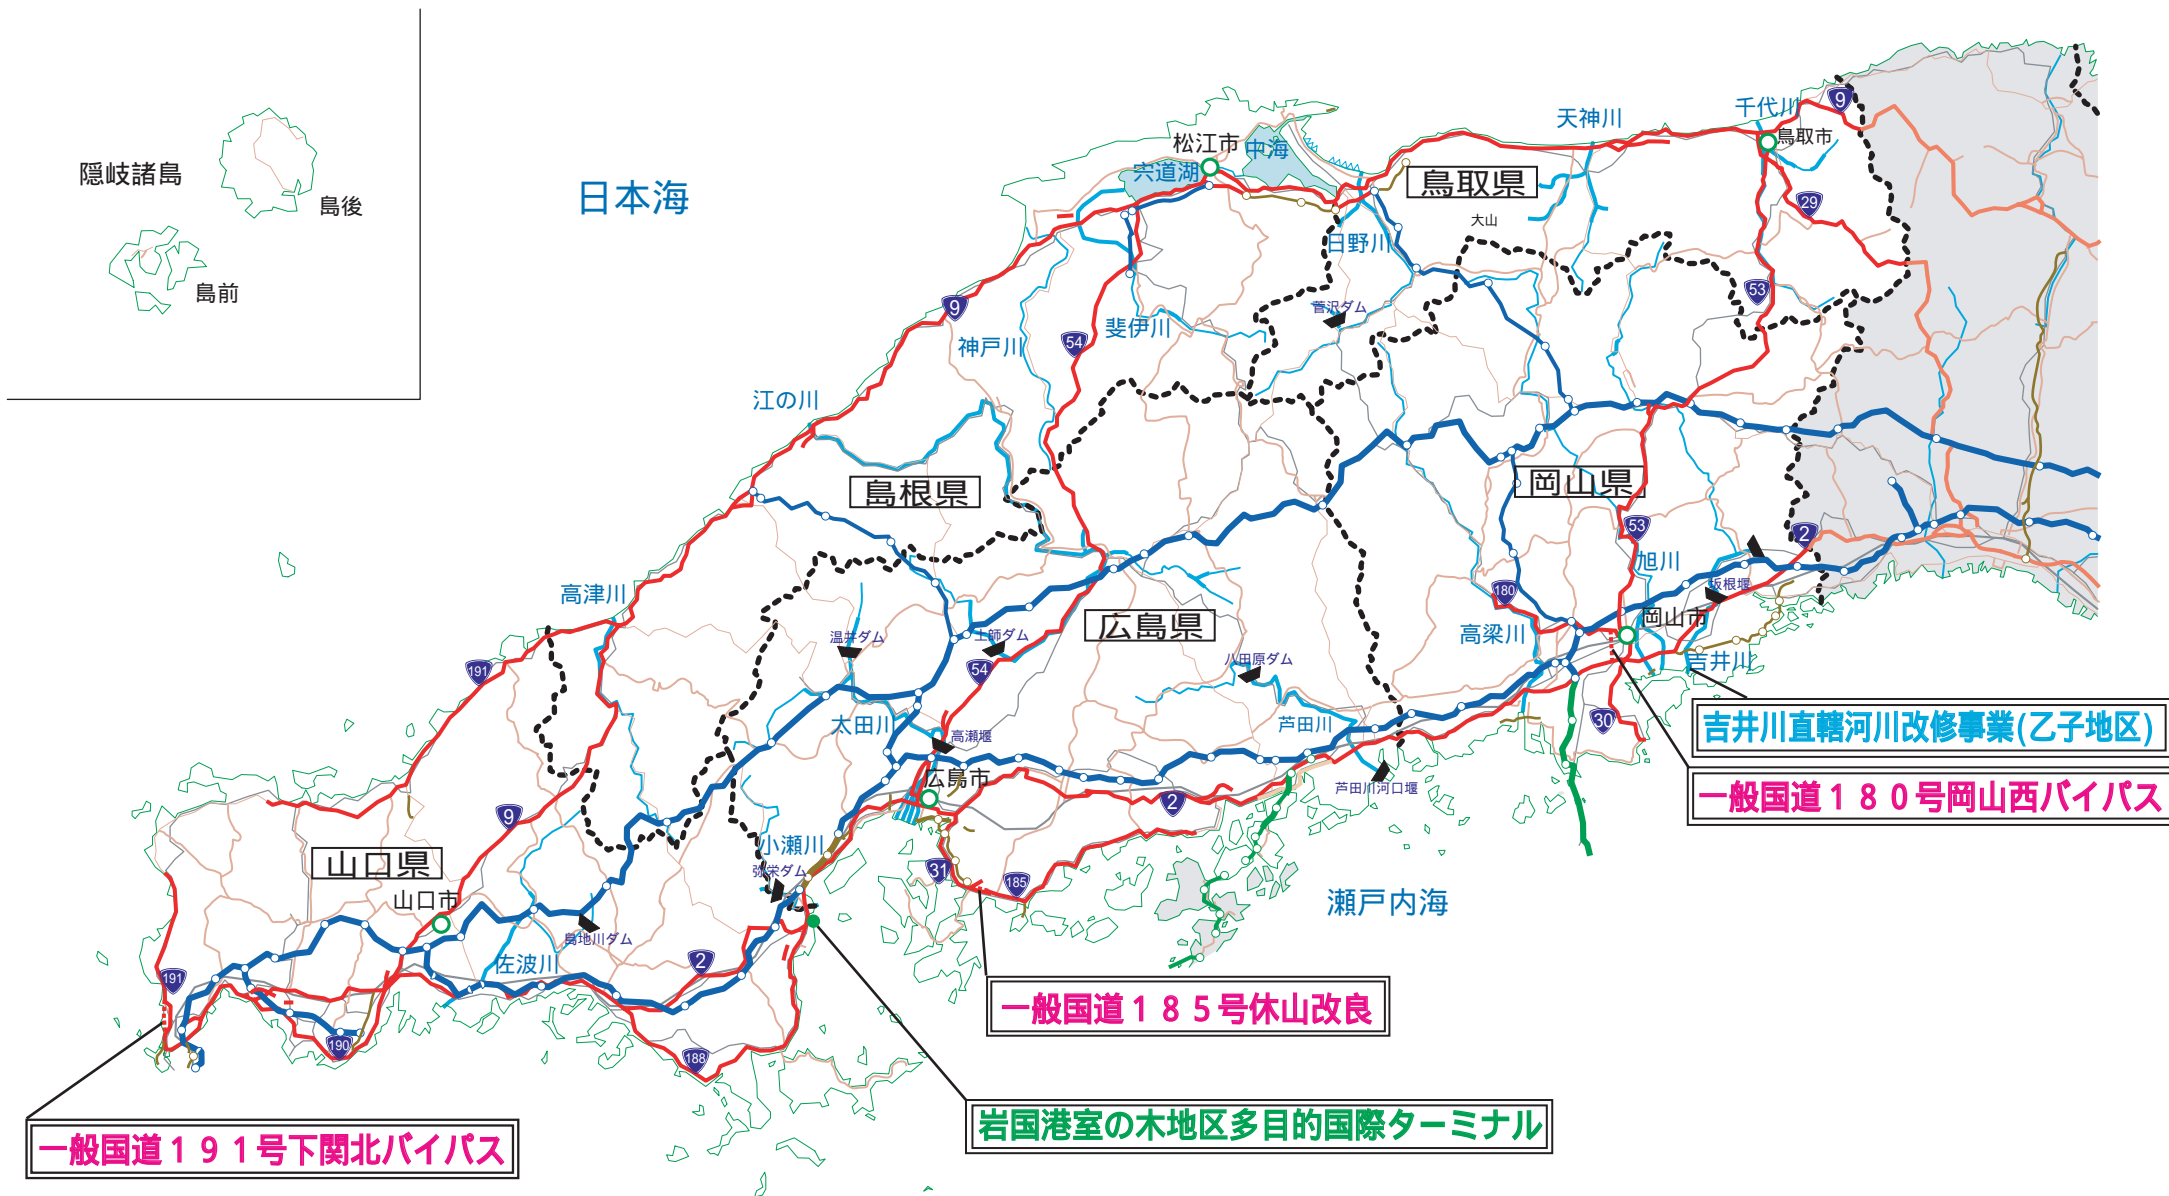 隠岐諸島
島後
島前
日本海
松江市
中海
宍道湖
天神川
千代川
9
鳥取市
鳥取県
29
大山
日野川
53
9
菅沢ダム
斐伊川
神戸川
54
江の川
島根県
岡山県
53
2
旭川
高津川
180
坂根堰
岡山市
広島県
高梁川
温井ダム
土師ダム
54
八田原ダム
吉井川
191
太田川
高瀬堰
芦田川
30
吉井川直轄河川改修事業(乙子地区)
広島市
芦田川河口堰
一般国道180号岡山西バイパス
2
9
小瀬川
弥栄ダム
31
185
山口県
山口市
瀬戸内海
島地川ダム
佐波川
2
191
一般国道185号休山改良
190
188
岩国港室の木地区多目的国際ターミナル
一般国道191号下関北バイパス